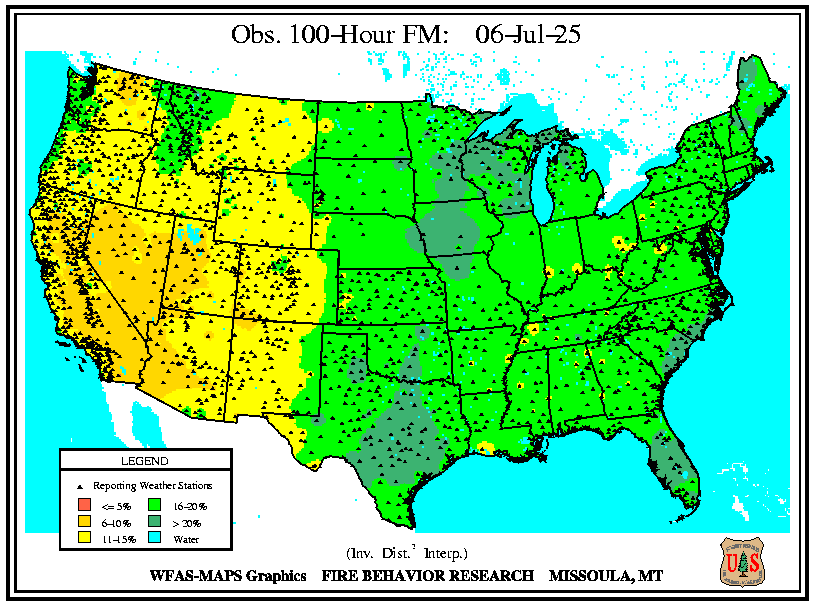 Obs. 100-Hour FM: 06-Jul-25
LEGEND
Reporting Weather Stations
<= 5% 16-20%
6-10% > 20%
11-15% Water
(Inv. Dist.² Interp.)
WFAS-MAPS Graphics FIRE BEHAVIOR RESEARCH MISSOULA, MT
U S